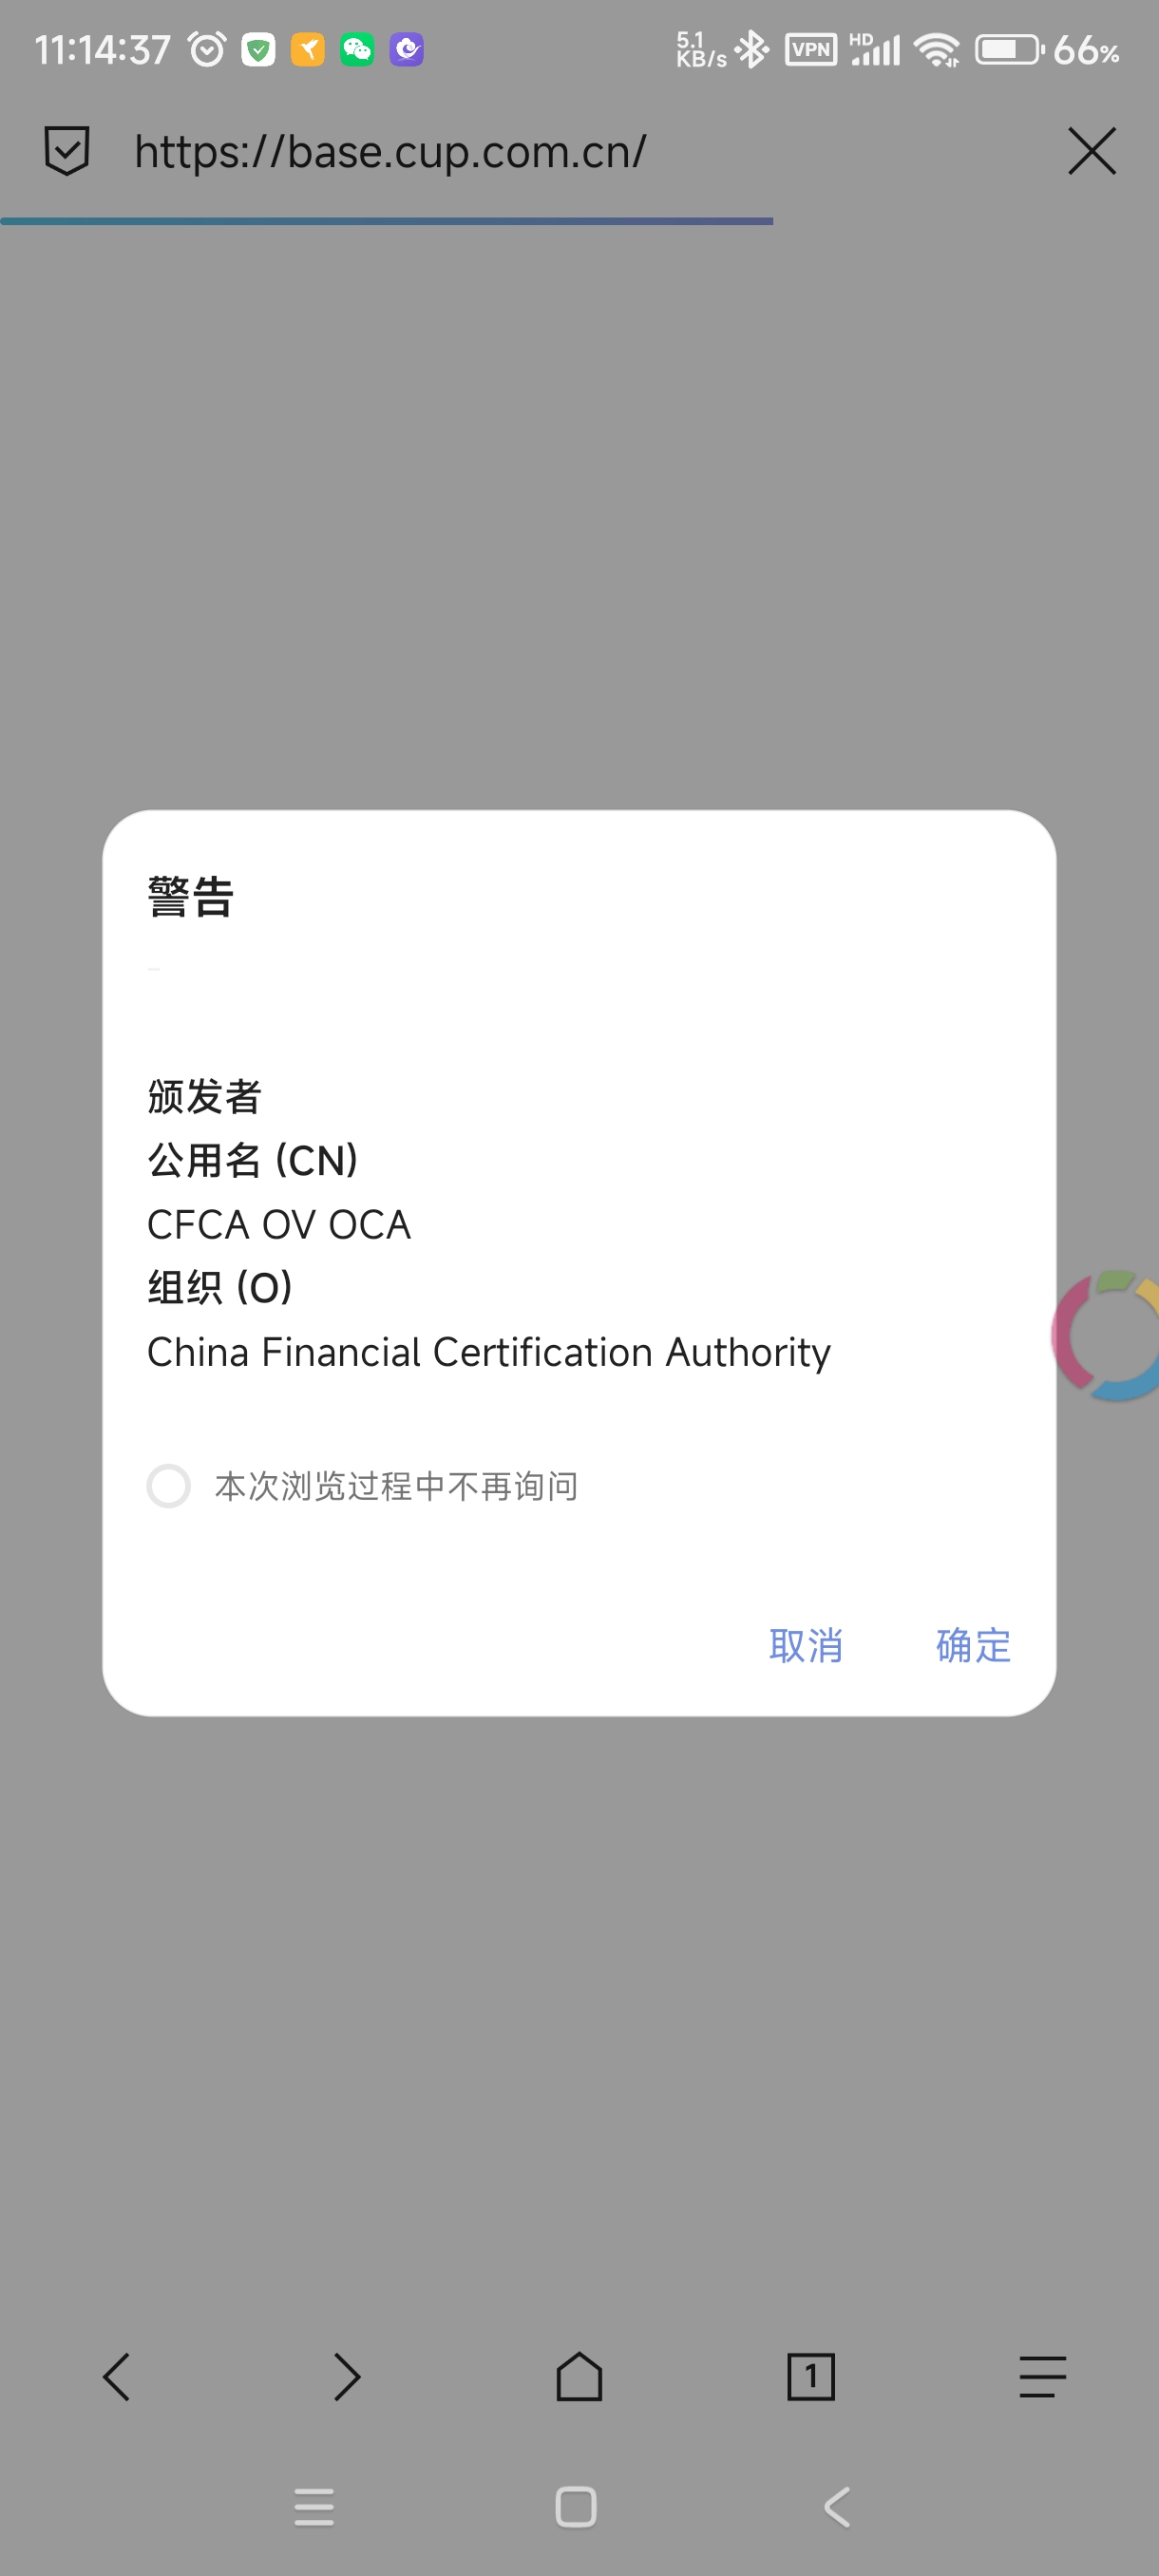 11:14:37 5.1 KB/s VPN HD 66%
https://base.cup.com.cn/
警告
颁发者
公用名 (CN)
CFCA OV OCA
组织 (O)
China Financial Certification Authority
本次浏览过程中不再询问
取消 确定
1